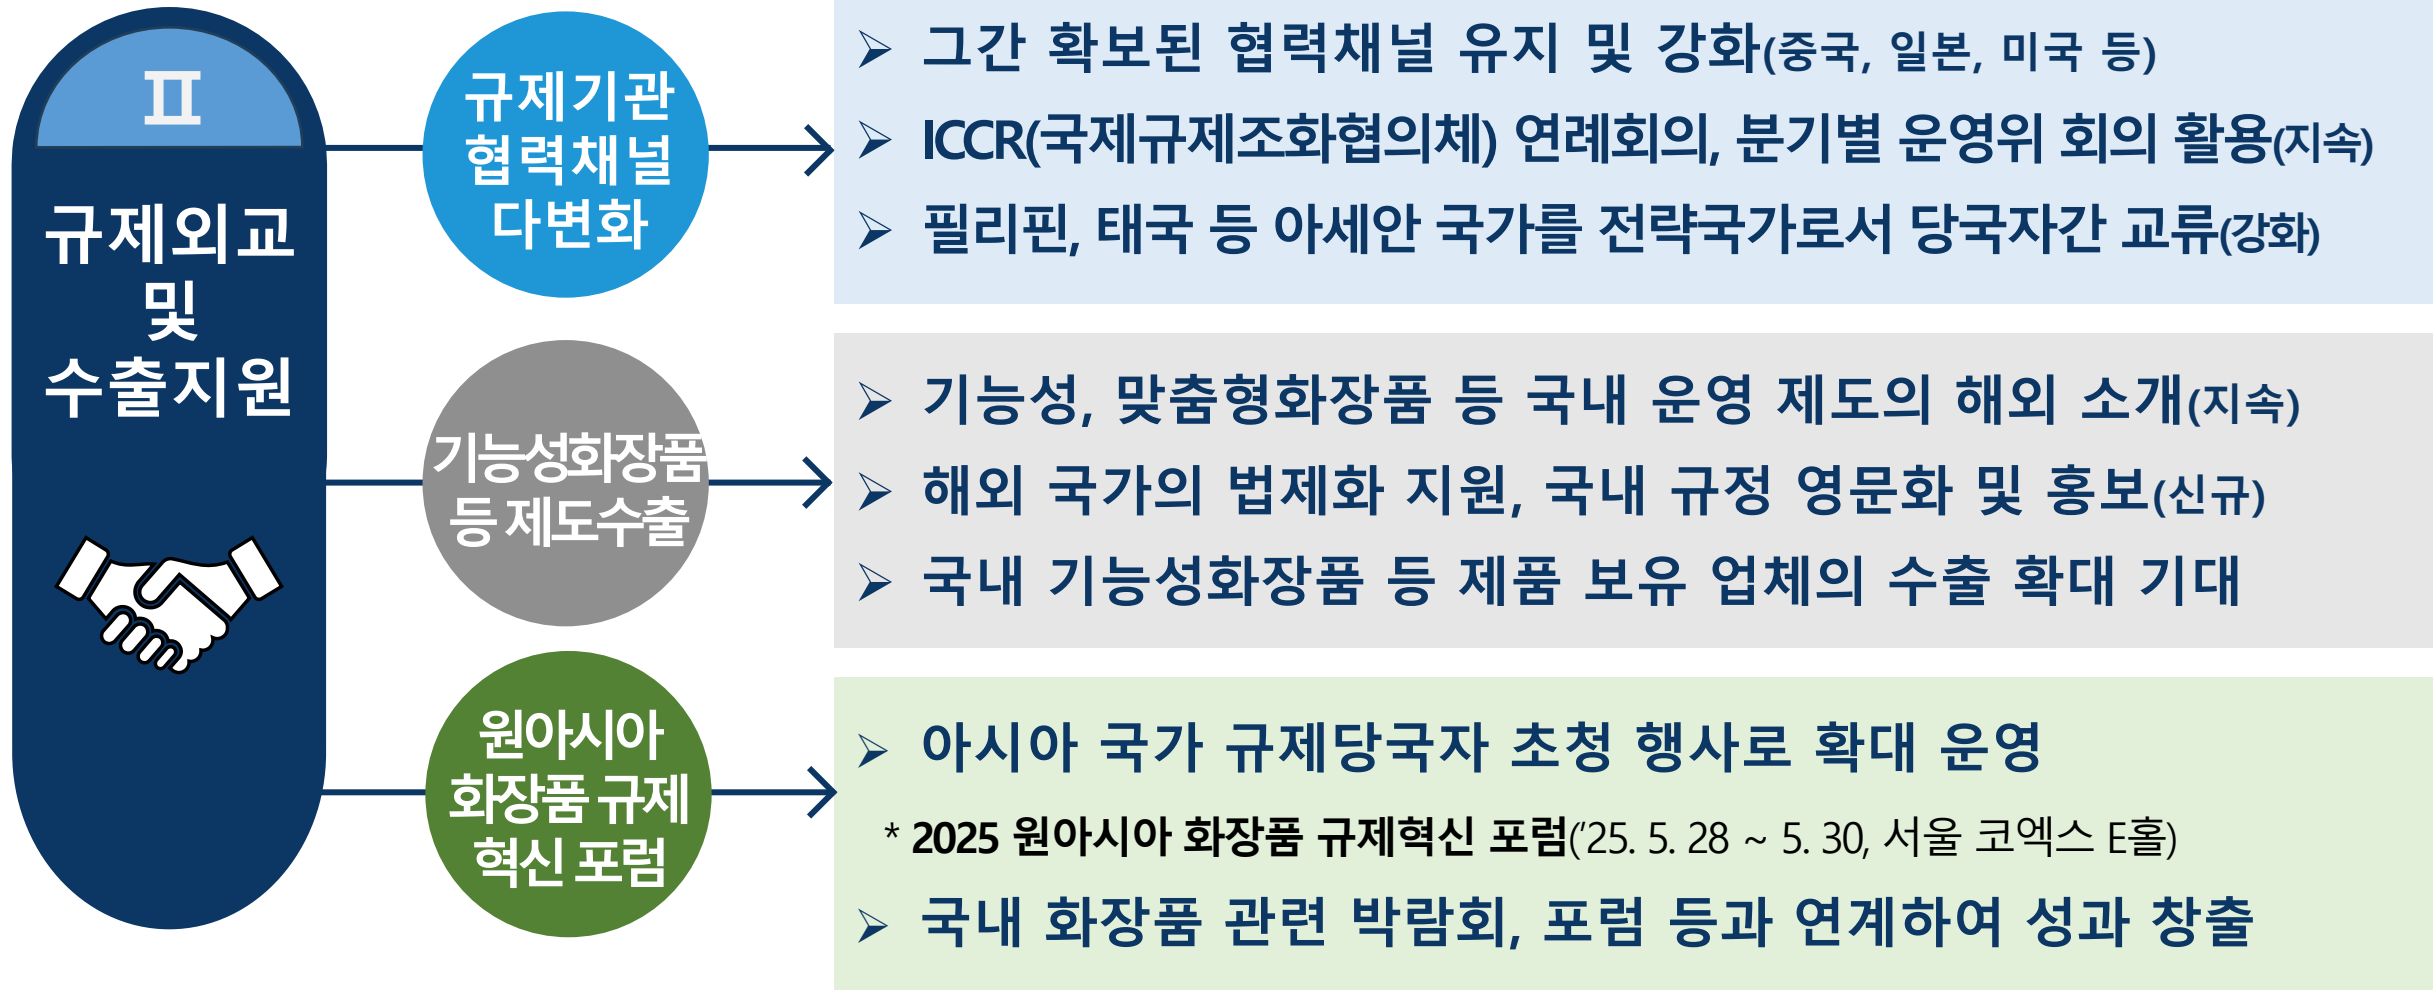 Ⅱ
규제외교
및
수출지원
규제기관
협력채널
다변화
➢ 그간 확보된 협력채널 유지 및 강화(중국, 일본, 미국 등)
➢ ICCR(국제규제조화협의체) 연례회의, 분기별 운영위 회의 활용(지속)
➢ 필리핀, 태국 등 아세안 국가를 전략국가로서 당국자간 교류(강화)
기능성화장품
등 제도수출
➢ 기능성, 맞춤형화장품 등 국내 운영 제도의 해외 소개(지속)
➢ 해외 국가의 법제화 지원, 국내 규정 영문화 및 홍보(신규)
➢ 국내 기능성화장품 등 제품 보유 업체의 수출 확대 기대
원아시아
화장품 규제
혁신 포럼
➢ 아시아 국가 규제당국자 초청 행사로 확대 운영
* 2025 원아시아 화장품 규제혁신 포럼('25. 5. 28 ~ 5. 30, 서울 코엑스 E홀)
➢ 국내 화장품 관련 박람회, 포럼 등과 연계하여 성과 창출